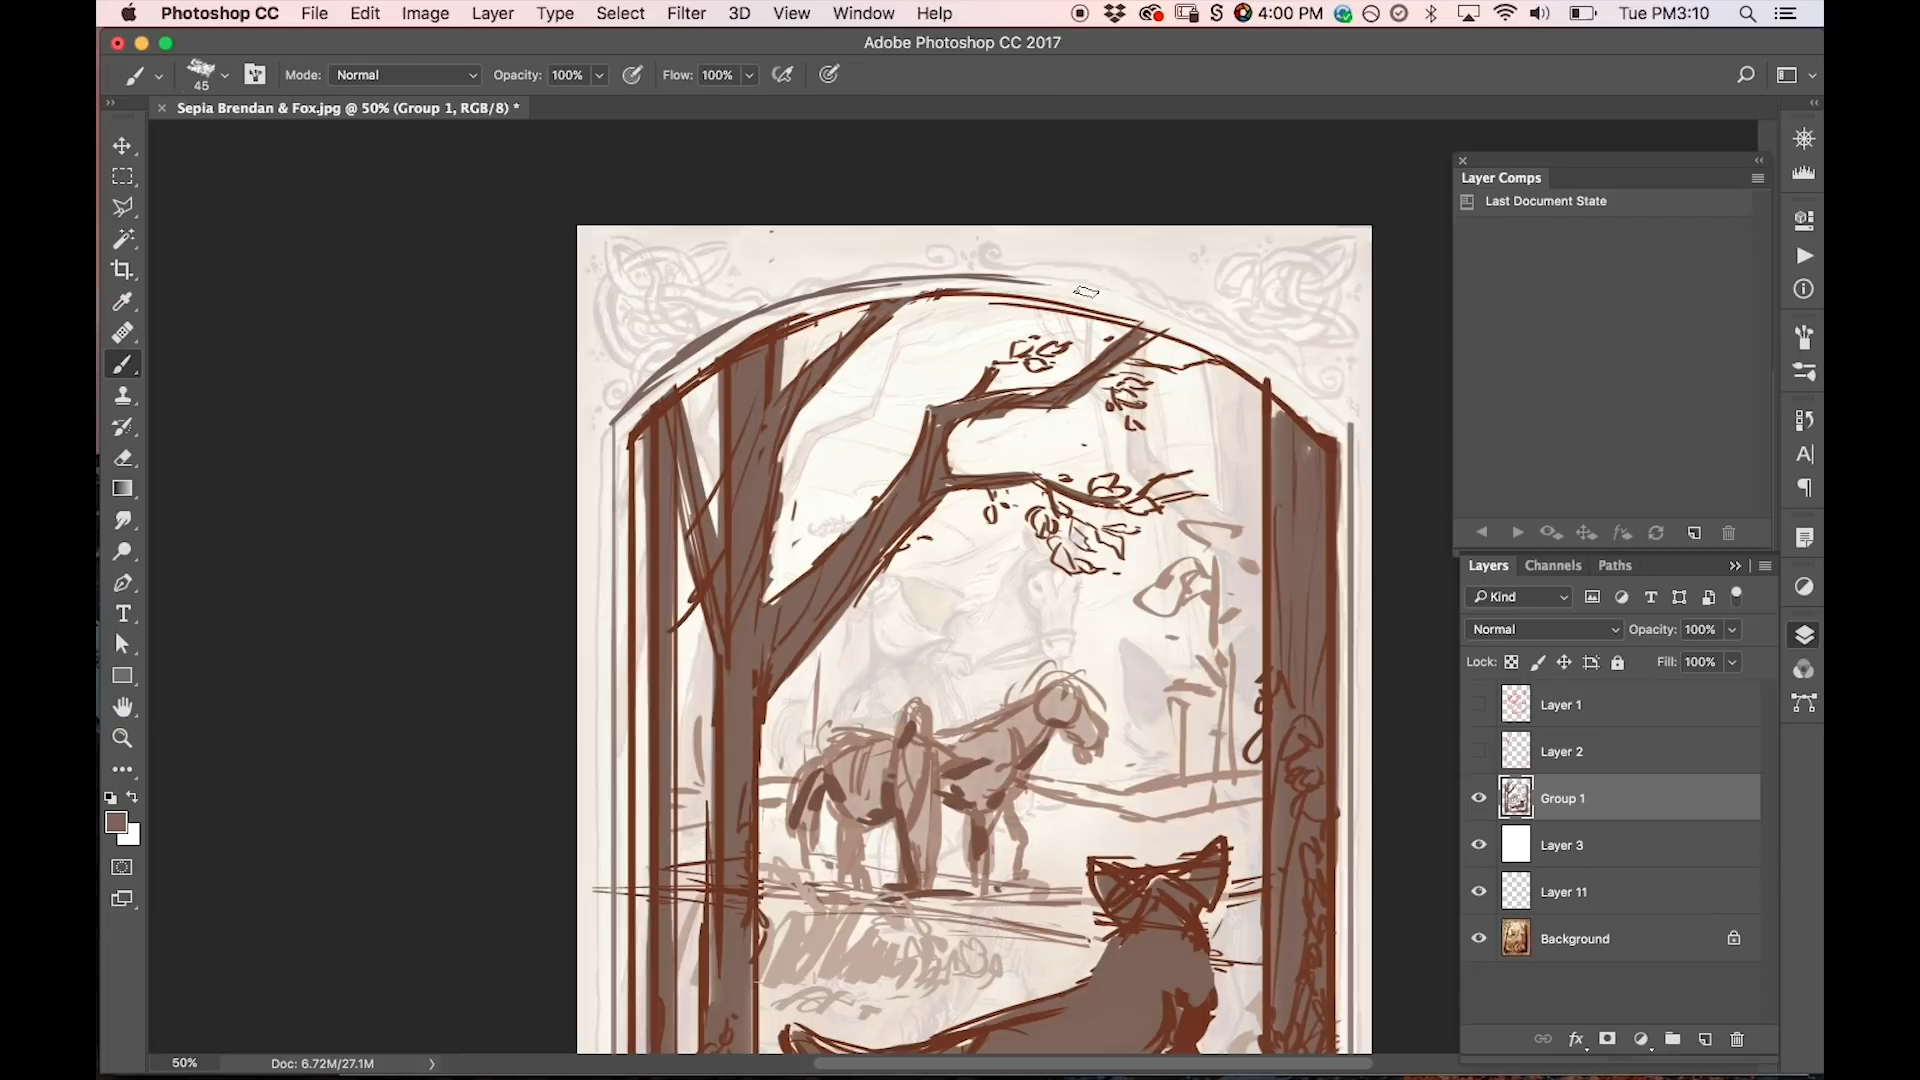 Photoshop CC File Edit Image Layer Type Select Filter 3D View Window Help 4:00 PM Tue PM3:10
Adobe Photoshop CC 2017
45 Mode: Normal Opacity: 100% Flow: 100%
Sepia Brendan & Fox.jpg @ 50% (Group 1, RGB/8) *
Layer Comps
Last Document State
Layers Channels Paths
Kind
Normal Opacity: 100%
Lock: Fill: 100%
Layer 1
Layer 2
Group 1
Layer 3
Layer 11
Background
fx
50% Doc: 6.72M/27.1M